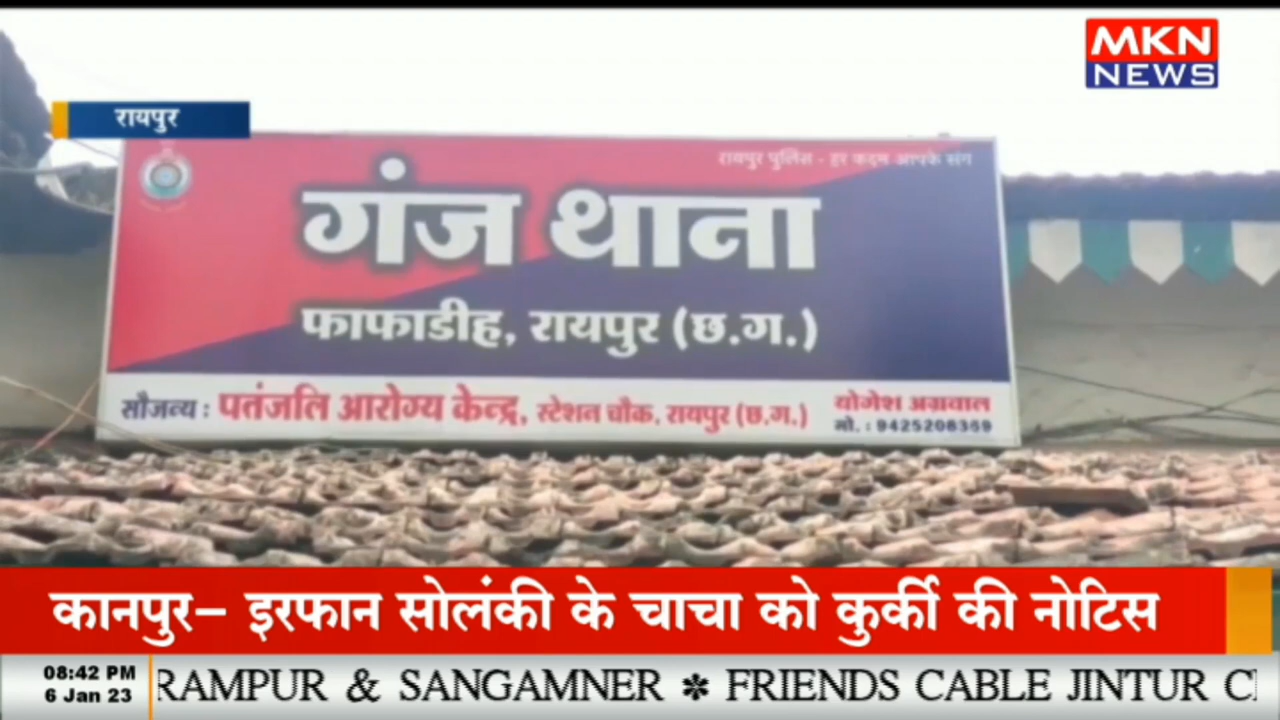 MKN
NEWS
रायपुर
रायपुर पुलिस - हर कदम आपके संग
गंज थाना
फाफाडीह, रायपुर (छ.ग.)
सौजन्य : पतंजलि आरोग्य केन्द्र, स्टेशन चौक, रायपुर (छ.ग.)
योगेश अग्रवाल
मो. : 9425208369
कानपुर– इरफान सोलंकी के चाचा को कुर्की की नोटिस
08:42 PM
6 Jan 23
RAMPUR & SANGAMNER ✱ FRIENDS CABLE JINTUR